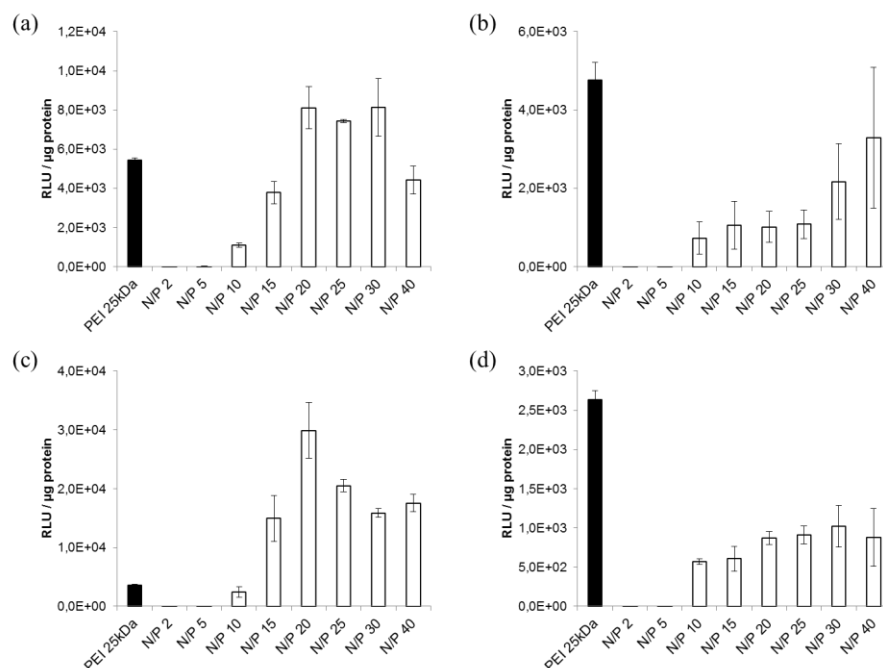 (a)
1,2E+04
1,0E+04
8,0E+03
6,0E+03
4,0E+03
2,0E+03
0,0E+00
RLU / µg protein
PEI 25kDa
N/P 2
N/P 5
N/P 10
N/P 15
N/P 20
N/P 25
N/P 30
N/P 40
(b)
6,0E+03
4,0E+03
2,0E+03
0,0E+00
RLU / µg protein
PEI 25kDa
N/P 2
N/P 5
N/P 10
N/P 15
N/P 20
N/P 25
N/P 30
N/P 40
(c)
4,0E+04
3,0E+04
2,0E+04
1,0E+04
0,0E+00
RLU / µg protein
PEI 25kDa
N/P 2
N/P 5
N/P 10
N/P 15
N/P 20
N/P 25
N/P 30
N/P 40
(d)
3,0E+03
2,5E+03
2,0E+03
1,5E+03
1,0E+03
5,0E+02
0,0E+00
RLU / µg protein
PEI 25kDa
N/P 2
N/P 5
N/P 10
N/P 15
N/P 20
N/P 25
N/P 30
N/P 40